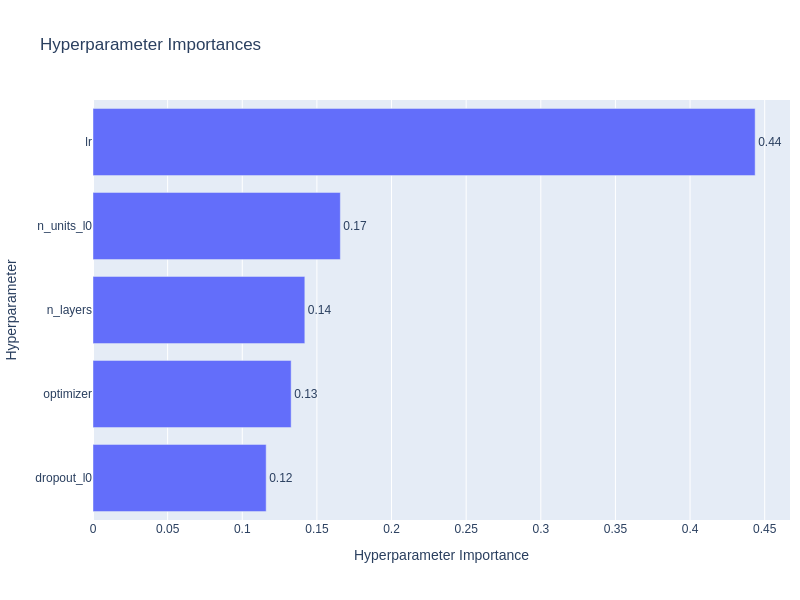 Hyperparameter Importances
lr
0.44
n_units_l0
0.17
n_layers
0.14
optimizer
0.13
dropout_l0
0.12
0 0.05 0.1 0.15 0.2 0.25 0.3 0.35 0.4 0.45
Hyperparameter Importance
Hyperparameter